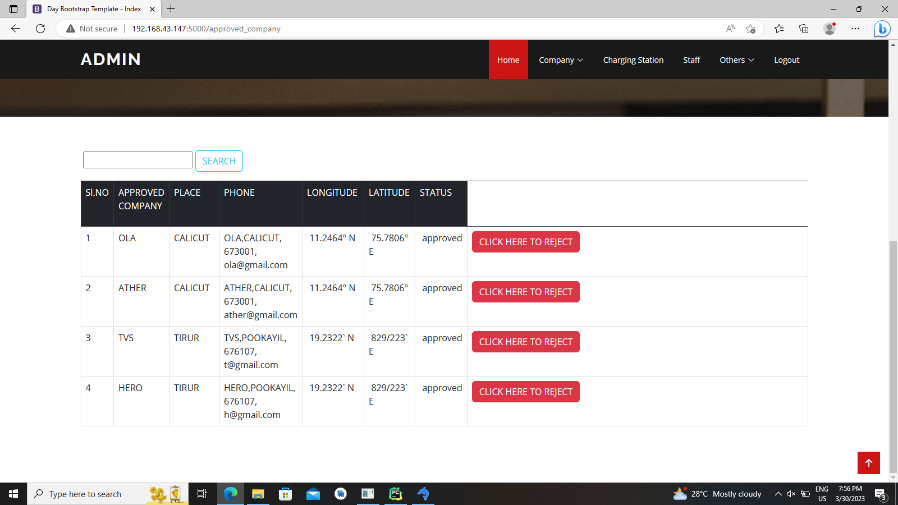 Day Bootstrap Template - Index
Not secure 192.168.43.147:5000/approved_company
ADMIN
Home Company Charging Station Staff Others Logout
SEARCH
Sl.NO APPROVED COMPANY PLACE PHONE LONGITUDE LATITUDE STATUS
1 OLA CALICUT OLA,CALICUT, 11.2464° N 75.7806° approved CLICK HERE TO REJECT
673001, E
ola@gmail.com
2 ATHER CALICUT ATHER,CALICUT, 11.2464° N 75.7806° approved CLICK HERE TO REJECT
673001, E
ather@gmail.com
3 TVS TIRUR TVS,POOKAYIL, 19.2322` N 829/223` approved CLICK HERE TO REJECT
676107, E
t@gmail.com
4 HERO TIRUR HERO,POOKAYIL, 19.2322` N 829/223` approved CLICK HERE TO REJECT
676107, E
h@gmail.com
Type here to search
28°C Mostly cloudy
ENG
US
7:56 PM
3/30/2023
3